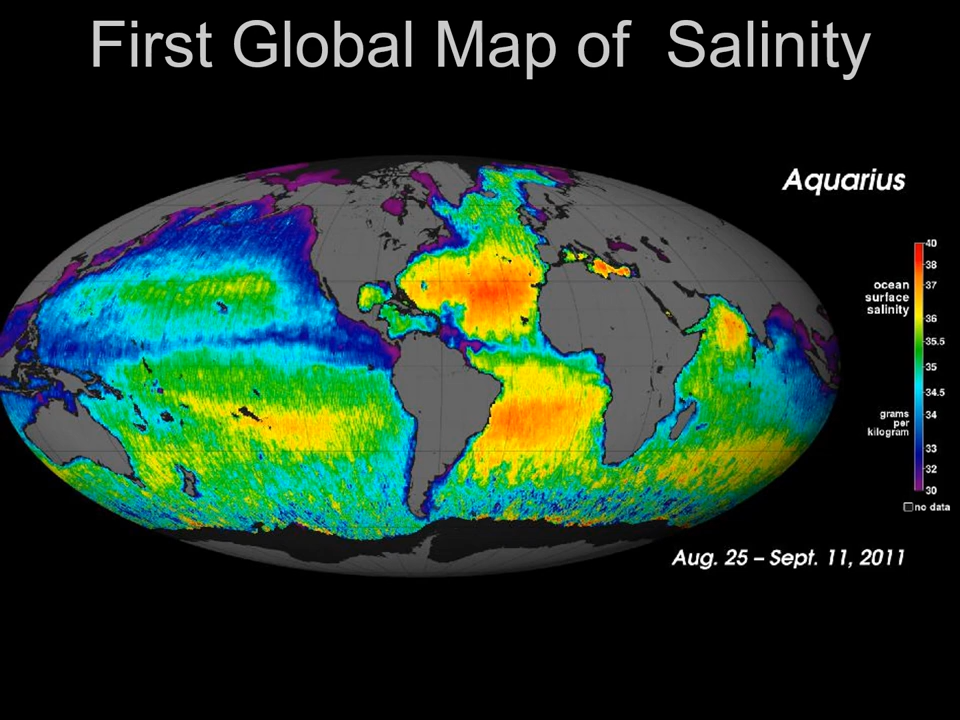 First Global Map of  Salinity
Aquarius
ocean
surface
salinity
grams
per
kilogram
40
38
37
36
35.5
35
34.5
34
33
32
30
no data
Aug. 25 – Sept. 11, 2011